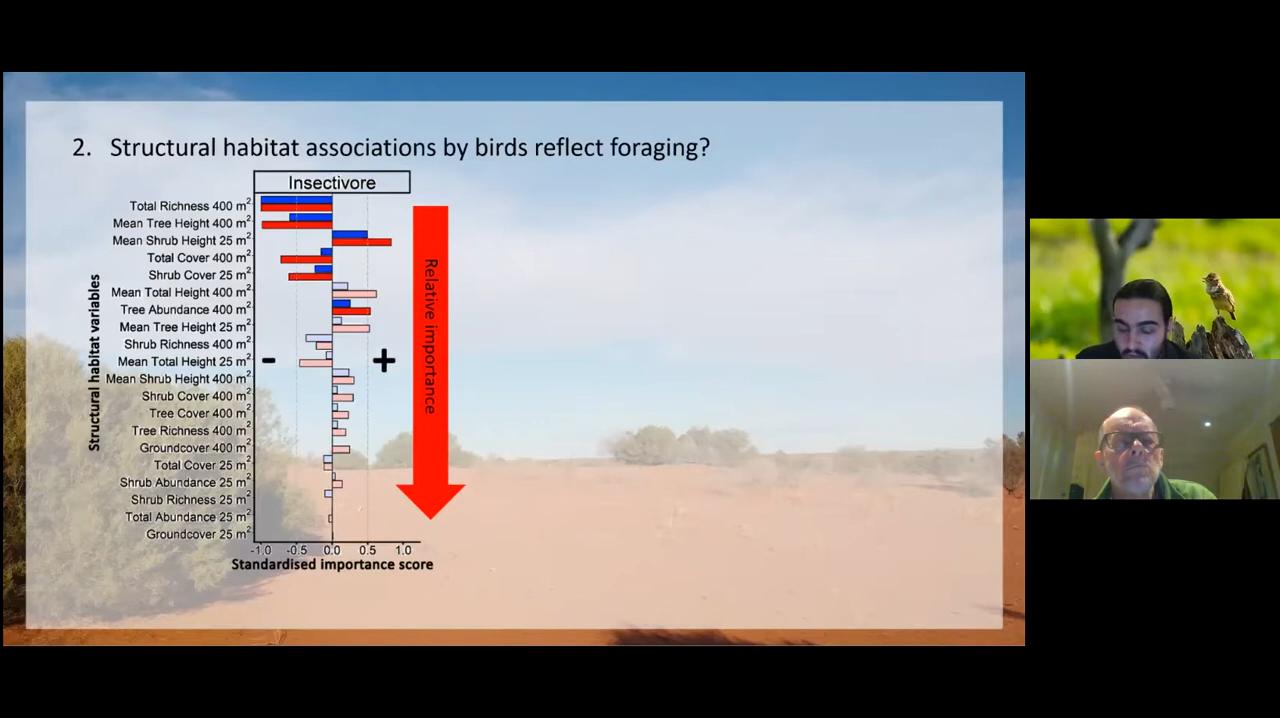 2. Structural habitat associations by birds reflect foraging?
Insectivore
Structural habitat variables
Total Richness 400 m²
Mean Tree Height 400 m²
Mean Shrub Height 25 m²
Total Cover 400 m²
Shrub Cover 25 m²
Mean Total Height 400 m²
Tree Abundance 400 m²
Mean Tree Height 25 m²
Shrub Richness 400 m²
Mean Total Height 25 m²
Mean Shrub Height 400 m²
Shrub Cover 400 m²
Tree Cover 400 m²
Tree Richness 400 m²
Groundcover 400 m²
Total Cover 25 m²
Shrub Abundance 25 m²
Shrub Richness 25 m²
Total Abundance 25 m²
Groundcover 25 m²
- +
Relative importance
-1.0 -0.5 0.0 0.5 1.0
Standardised importance score